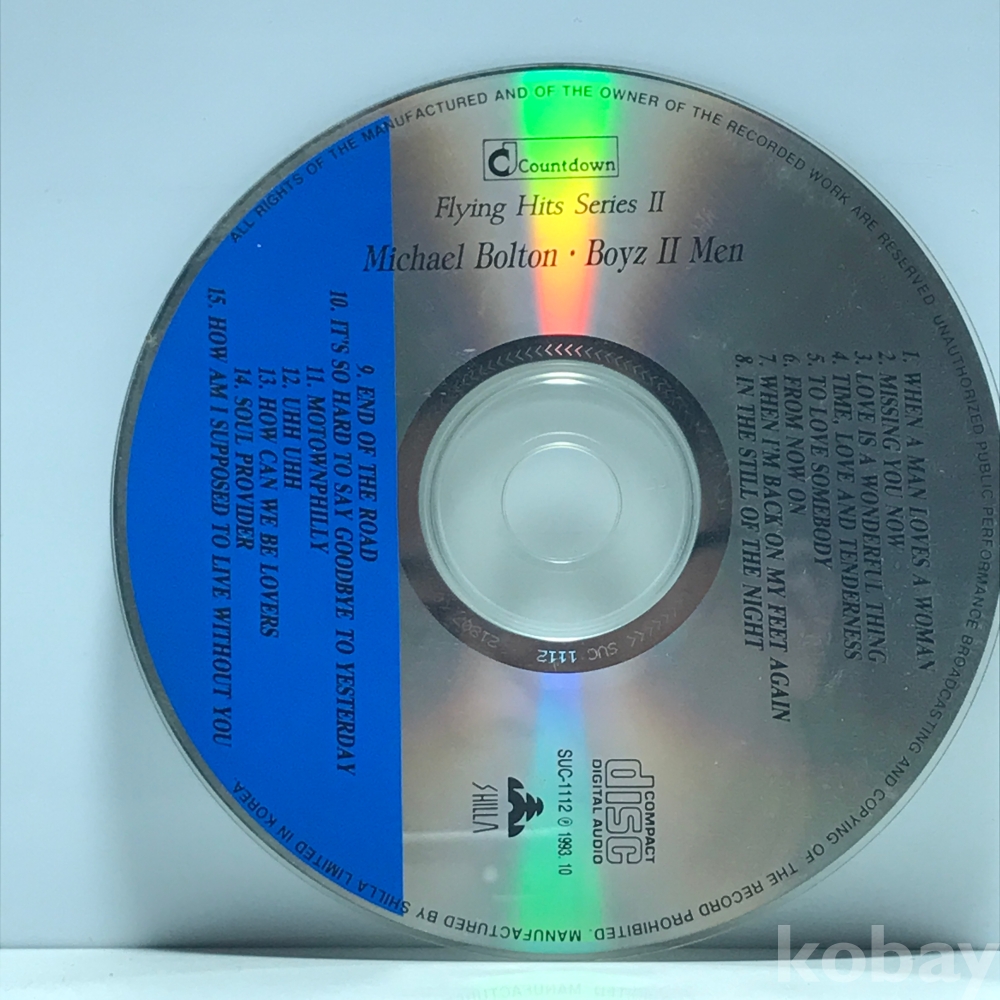 ALL RIGHTS OF THE MANUFACTURED AND OF THE OWNER OF THE RECORDED WORK ARE RESERVED UNAUTHORIZED PUBLIC PERFORMANCE BROADCASTING AND COPYING OF THE RECORD PROHIBITED. MANUFACTURED BY SHILLA LIMITED IN KOREA.
cd Countdown
Flying Hits Series II
Michael Bolton · Boyz II Men
1. WHEN A MAN LOVES A WOMAN
2. MISSING YOU NOW
3. LOVE IS A WONDERFUL THING
4. TIME, LOVE AND TENDERNESS
5. TO LOVE SOMEBODY
6. FROM NOW ON
7. WHEN I'M BACK ON MY FEET AGAIN
8. IN THE STILL OF THE NIGHT
9. END OF THE ROAD
10. IT'S SO HARD TO SAY GOODBYE TO YESTERDAY
11. MOTOWNPHILLY
12. UHH UHH
13. HOW CAN WE BE LOVERS
14. SOUL PROVIDER
15. HOW AM I SUPPOSED TO LIVE WITHOUT YOU
SUC 1112
COMPACT
disc
DIGITAL AUDIO
SUC-1112 ℗ 1993. 10
SHILLA
kobay